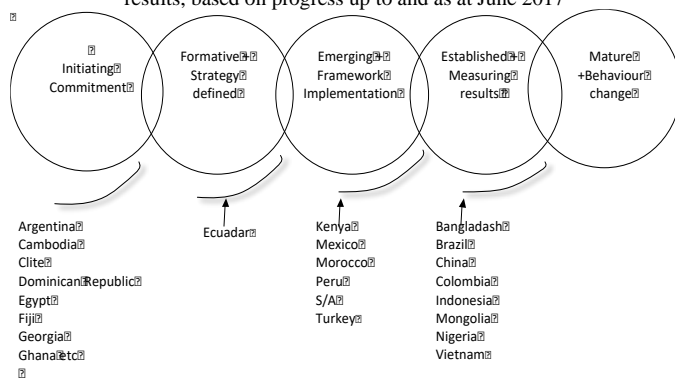 results, based on progress up to and as at June 2017
Initiating
Commitment
Formative +
Strategy
defined
Emerging +
Framework
Implementation
Established +
Measuring
results
Mature
+Behaviour
change
Argentina
Cambodia
Clite
Dominican Republic
Egypt
Fiji
Georgia
Ghana etc
Ecuadar
Kenya
Mexico
Morocco
Peru
S/A
Turkey
Bangladash
Brazil
China
Colombia
Indonesia
Mongolia
Nigeria
Vietnam